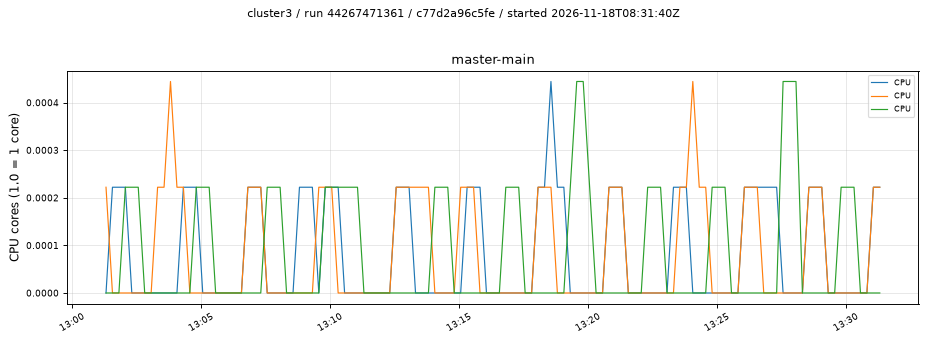 cluster3 / run 44267471361 / c77d2a96c5fe / started 2026-11-18T08:31:40Z
master-main
CPU cores (1.0 = 1 core)
0.0004
0.0003
0.0002
0.0001
0.0000
CPU
CPU
CPU
13:00
13:05
13:10
13:15
13:20
13:25
13:30